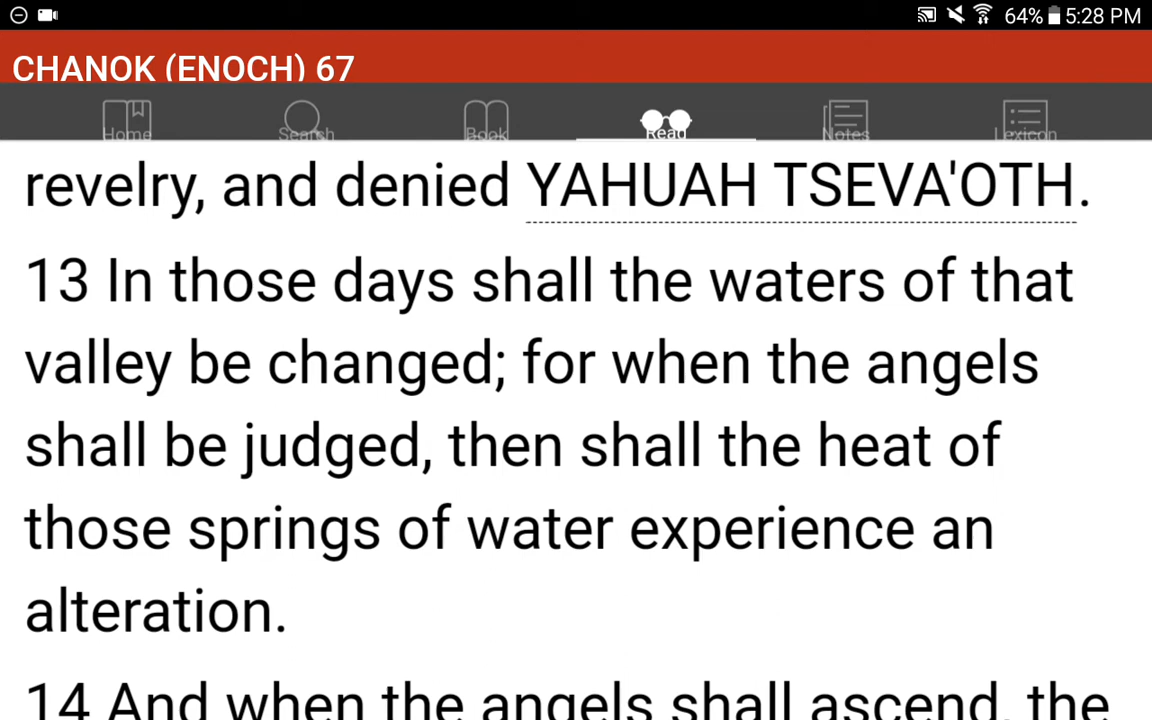 64% 5:28 PM
CHANOK (ENOCH) 67
Home Search Book Read Notes Lexicon
revelry, and denied YAHUAH TSEVA'OTH.
13 In those days shall the waters of that
valley be changed; for when the angels
shall be judged, then shall the heat of
those springs of water experience an
alteration.
14 And when the angels shall ascend, the